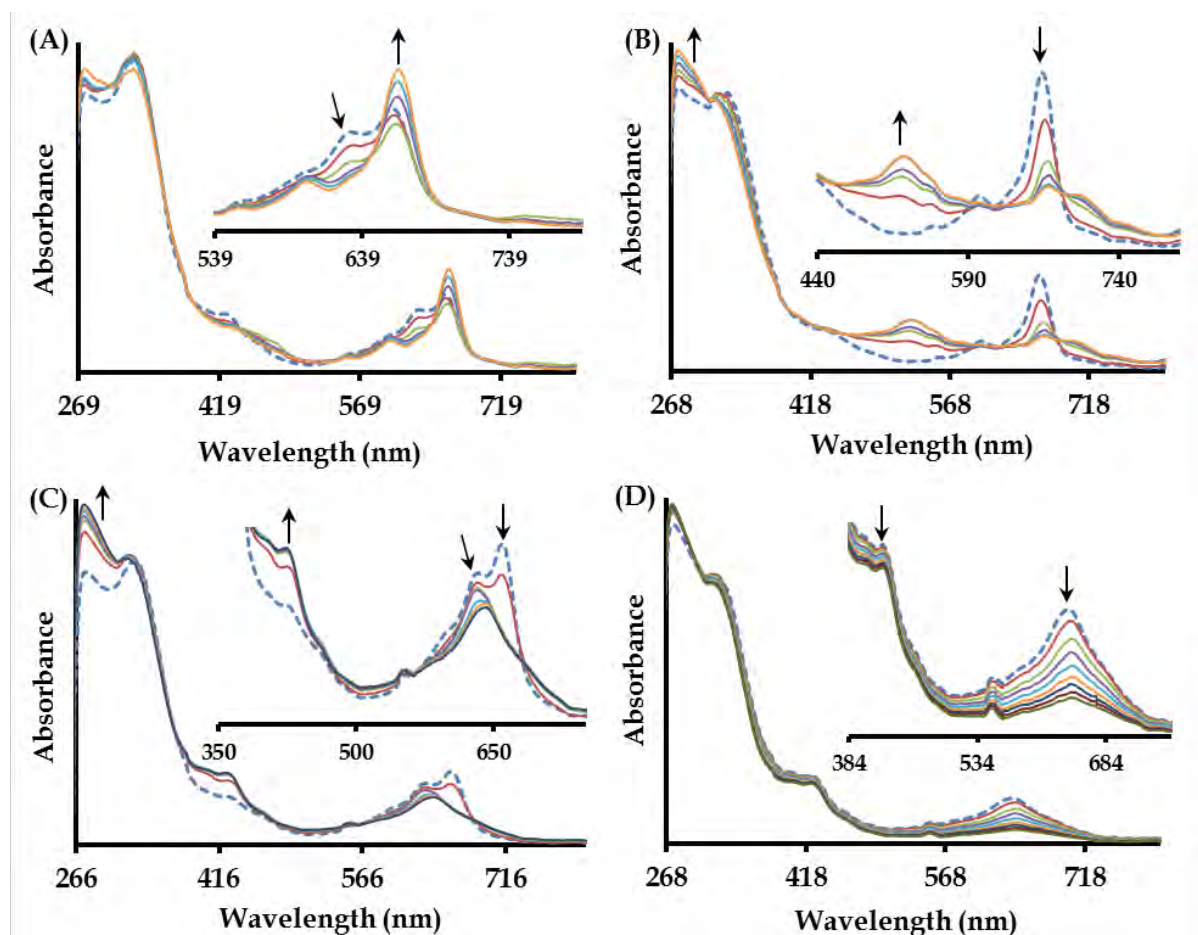 (A)
Absorbance
539 639 739
269 419 569 719
Wavelength (nm)
(B)
Absorbance
440 590 740
268 418 568 718
Wavelength (nm)
(C)
Absorbance
350 500 650
266 416 566 716
Wavelength (nm)
(D)
Absorbance
384 534 684
268 418 568 718
Wavelength (nm)